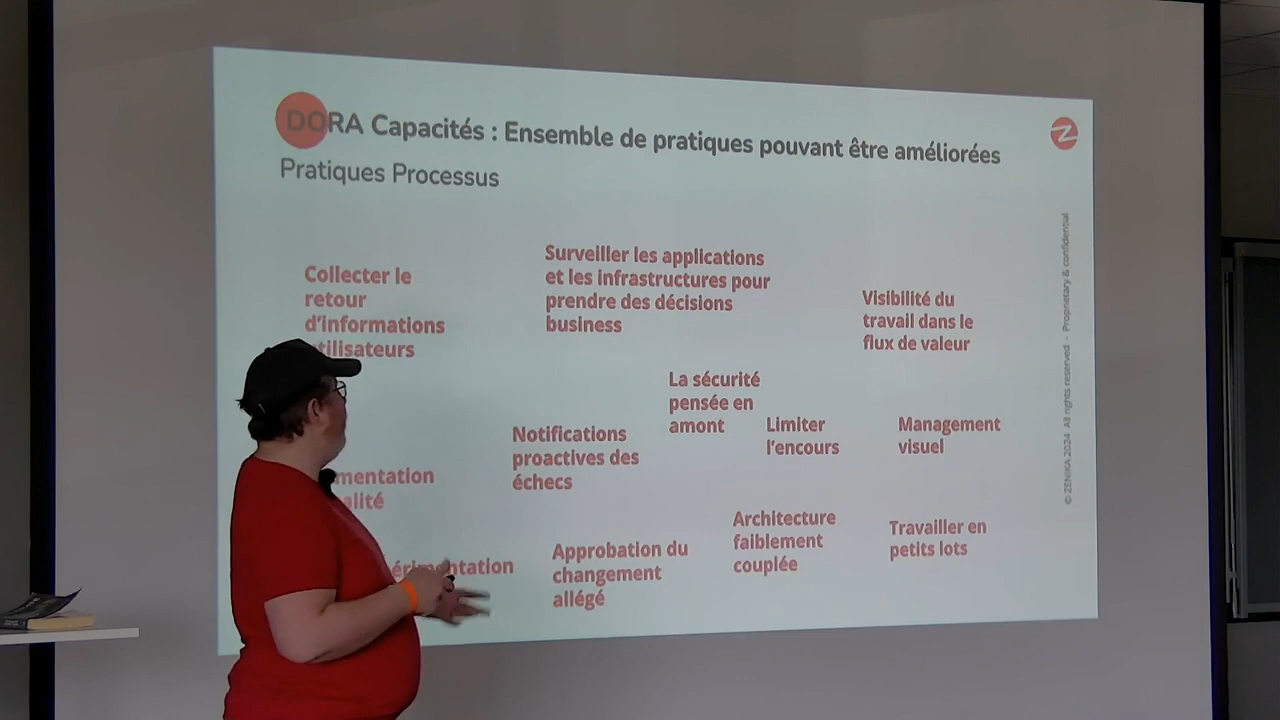 DORA Capacités : Ensemble de pratiques pouvant être améliorées
Pratiques Processus
Collecter le
retour
d'informations
Surveiller les applications
et les infrastructures pour
prendre des décisions
business
Visibilité du
travail dans le
flux de valeur
La sécurité
pensée en
amont
Limiter
l'encours
Management
visuel
Notifications
proactives des
échecs
Approbation du
changement
allégé
Architecture
faiblement
couplée
Travailler en
petits lots
© ZENIKA 2024 All rights reserved - Proprietary & confidential